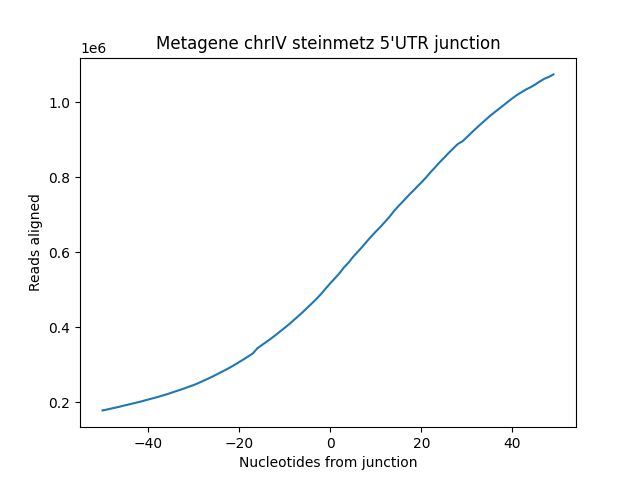 Metagene chrIV steinmetz 5'UTR junction
1e6
1.0
0.8
0.6
0.4
0.2
Reads aligned
−40 −20 0 20 40
Nucleotides from junction